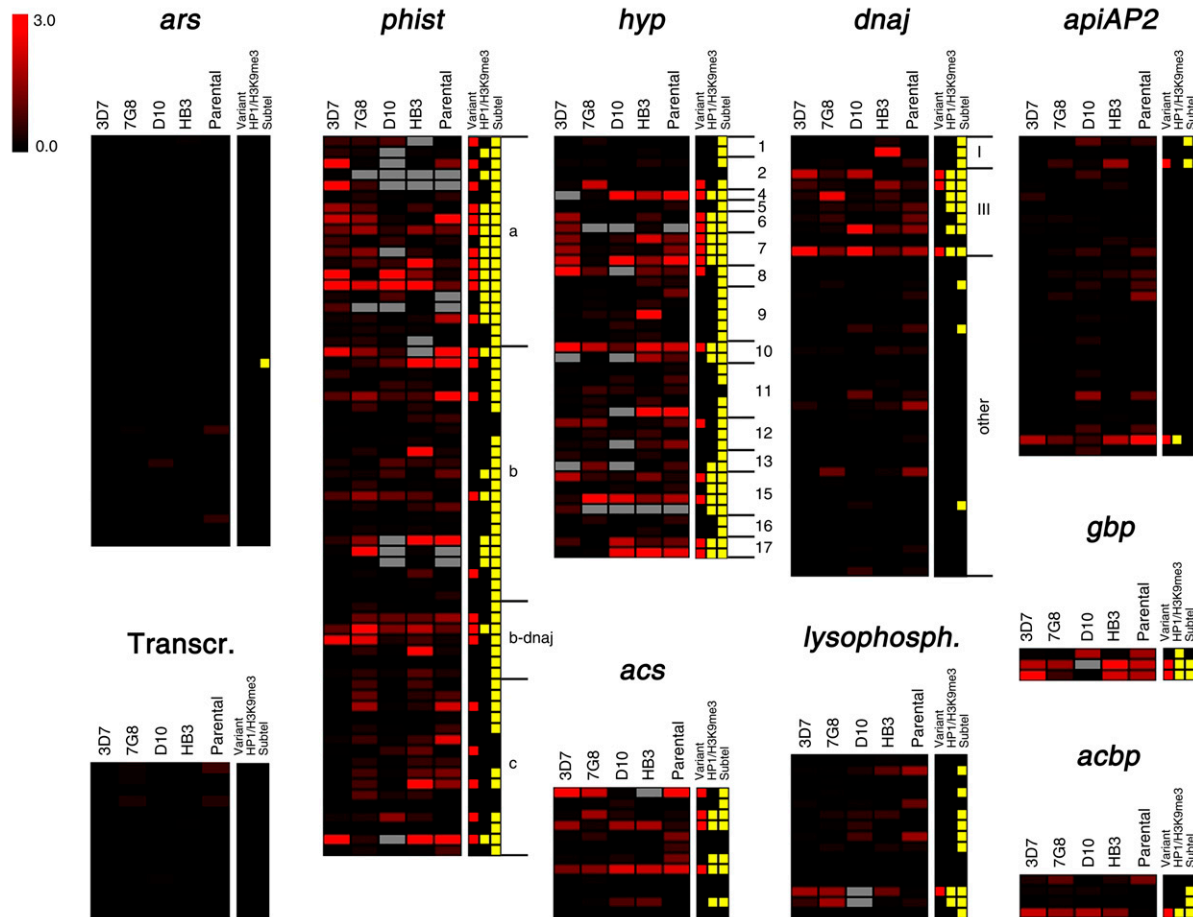 3.0
0.0
ars
3D7 7G8 D10 HB3 Parental Variant HP1/H3K9me3 Subtel
phist
3D7 7G8 D10 HB3 Parental Variant HP1/H3K9me3 Subtel
a
b
b-dnaj
c
hyp
3D7 7G8 D10 HB3 Parental Variant HP1/H3K9me3 Subtel
1
2
4
5
6
7
8
9
10
11
12
13
15
16
17
dnaj
3D7 7G8 D10 HB3 Parental Variant HP1/H3K9me3 Subtel
I
III
other
apiAP2
3D7 7G8 D10 HB3 Parental Variant HP1/H3K9me3 Subtel
Transcr.
3D7 7G8 D10 HB3 Parental Variant HP1/H3K9me3 Subtel
acs
3D7 7G8 D10 HB3 Parental Variant HP1/H3K9me3 Subtel
lysophosph.
3D7 7G8 D10 HB3 Parental Variant HP1/H3K9me3 Subtel
gbp
3D7 7G8 D10 HB3 Parental Variant HP1/H3K9me3 Subtel
acbp
3D7 7G8 D10 HB3 Parental Variant HP1/H3K9me3 Subtel